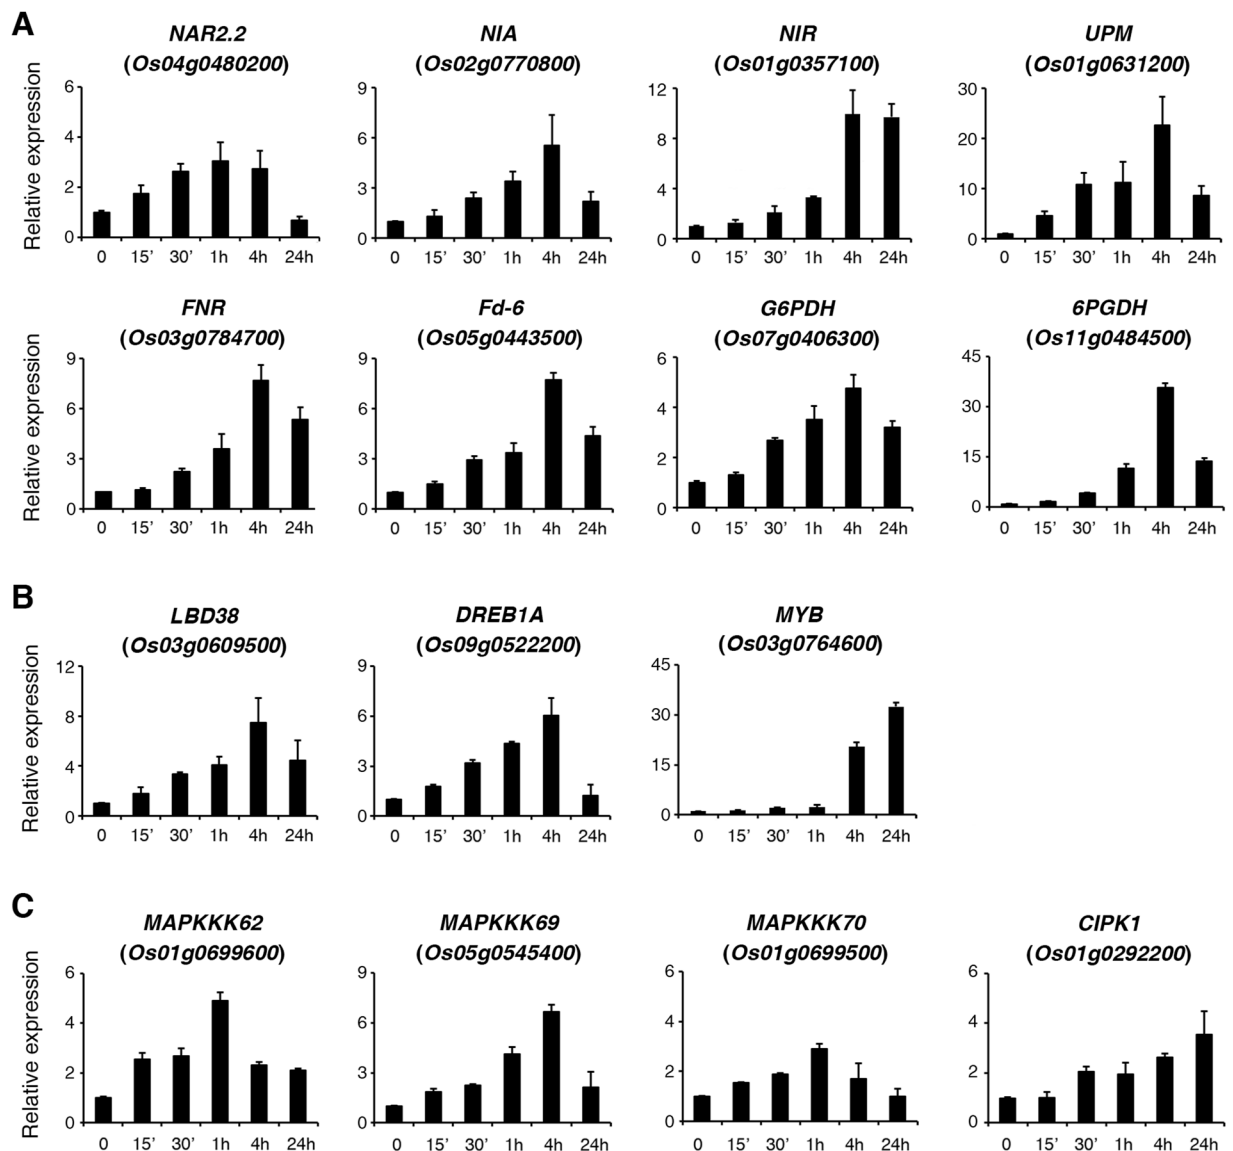 A
NAR2.2
(Os04g0480200)
Relative expression
6
4
2
0
0 15' 30' 1h 4h 24h
NIA
(Os02g0770800)
9
6
3
0
0 15' 30' 1h 4h 24h
NIR
(Os01g0357100)
12
8
4
0
0 15' 30' 1h 4h 24h
UPM
(Os01g0631200)
30
20
10
0
0 15' 30' 1h 4h 24h
FNR
(Os03g0784700)
Relative expression
9
6
3
0
0 15' 30' 1h 4h 24h
Fd-6
(Os05g0443500)
9
6
3
0
0 15' 30' 1h 4h 24h
G6PDH
(Os07g0406300)
6
4
2
0
0 15' 30' 1h 4h 24h
6PGDH
(Os11g0484500)
45
30
15
0
0 15' 30' 1h 4h 24h
B
LBD38
(Os03g0609500)
Relative expression
12
8
4
0
0 15' 30' 1h 4h 24h
DREB1A
(Os09g0522200)
9
6
3
0
0 15' 30' 1h 4h 24h
MYB
(Os03g0764600)
45
30
15
0
0 15' 30' 1h 4h 24h
C
MAPKKK62
(Os01g0699600)
Relative expression
6
4
2
0
0 15' 30' 1h 4h 24h
MAPKKK69
(Os05g0545400)
9
6
3
0
0 15' 30' 1h 4h 24h
MAPKKK70
(Os01g0699500)
6
4
2
0
0 15' 30' 1h 4h 24h
CIPK1
(Os01g0292200)
6
4
2
0
0 15' 30' 1h 4h 24h